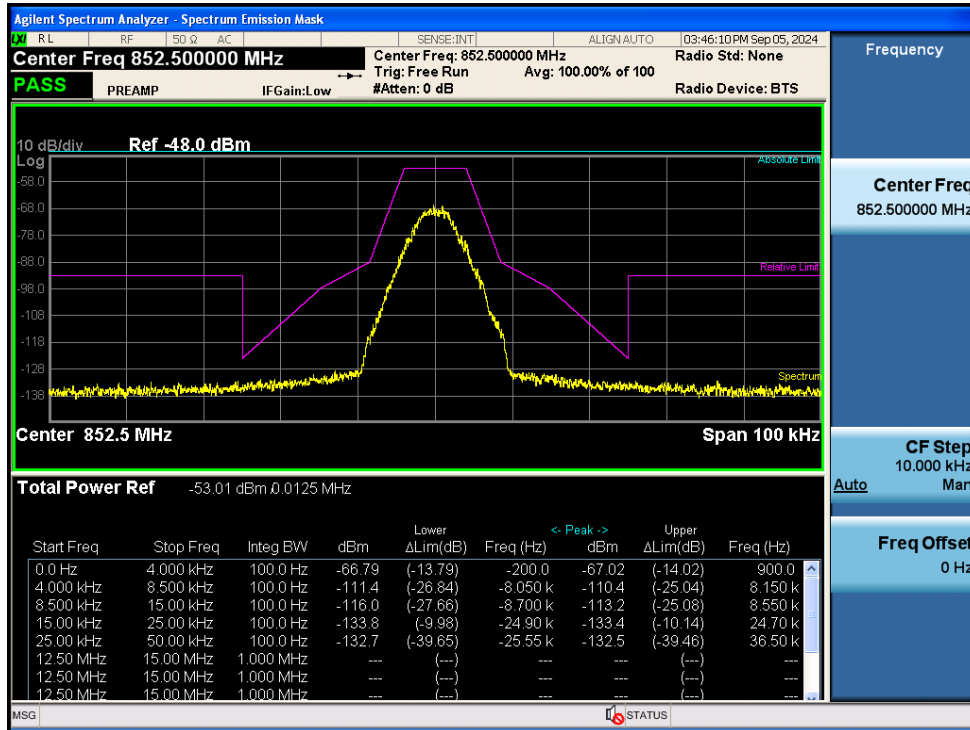 Agilent Spectrum Analyzer - Spectrum Emission Mask
LXI RL RF 50 Ω AC SENSE:INT ALIGN AUTO 03:46:10 PM Sep 05, 2024
Center Freq 852.500000 MHz
Center Freq: 852.500000 MHz Radio Std: None
Trig: Free Run Avg: 100.00% of 100
PASS PREAMP IFGain:Low #Atten: 0 dB Radio Device: BTS
10 dB/div Ref -48.0 dBm
Log
Absolute Limit
-58.0
-68.0
-78.0
-88.0
Relative Limit
-98.0
-108
-118
-128
Spectrum
-138
Center 852.5 MHz Span 100 kHz
Total Power Ref -53.01 dBm / 0.0125 MHz
Lower <- Peak -> Upper
Start Freq Stop Freq Integ BW dBm ΔLim(dB) Freq (Hz) dBm ΔLim(dB) Freq (Hz)
0.0 Hz 4.000 kHz 100.0 Hz -66.79 (-13.79) -200.0 -67.02 (-14.02) 900.0
4.000 kHz 8.500 kHz 100.0 Hz -111.4 (-26.84) -8.050 k -110.4 (-25.04) 8.150 k
8.500 kHz 15.00 kHz 100.0 Hz -116.0 (-27.66) -8.700 k -113.2 (-25.08) 8.550 k
15.00 kHz 25.00 kHz 100.0 Hz -133.8 (-9.98) -24.90 k -133.4 (-10.14) 24.70 k
25.00 kHz 50.00 kHz 100.0 Hz -132.7 (-39.65) -25.55 k -132.5 (-39.46) 36.50 k
12.50 MHz 15.00 MHz 1.000 MHz --- (---) --- --- (---) ---
12.50 MHz 15.00 MHz 1.000 MHz --- (---) --- --- (---) ---
12.50 MHz 15.00 MHz 1.000 MHz --- (---) --- --- (---) ---
MSG STATUS
Frequency
Center Freq
852.500000 MHz
CF Step
10.000 kHz
Auto Man
Freq Offset
0 Hz